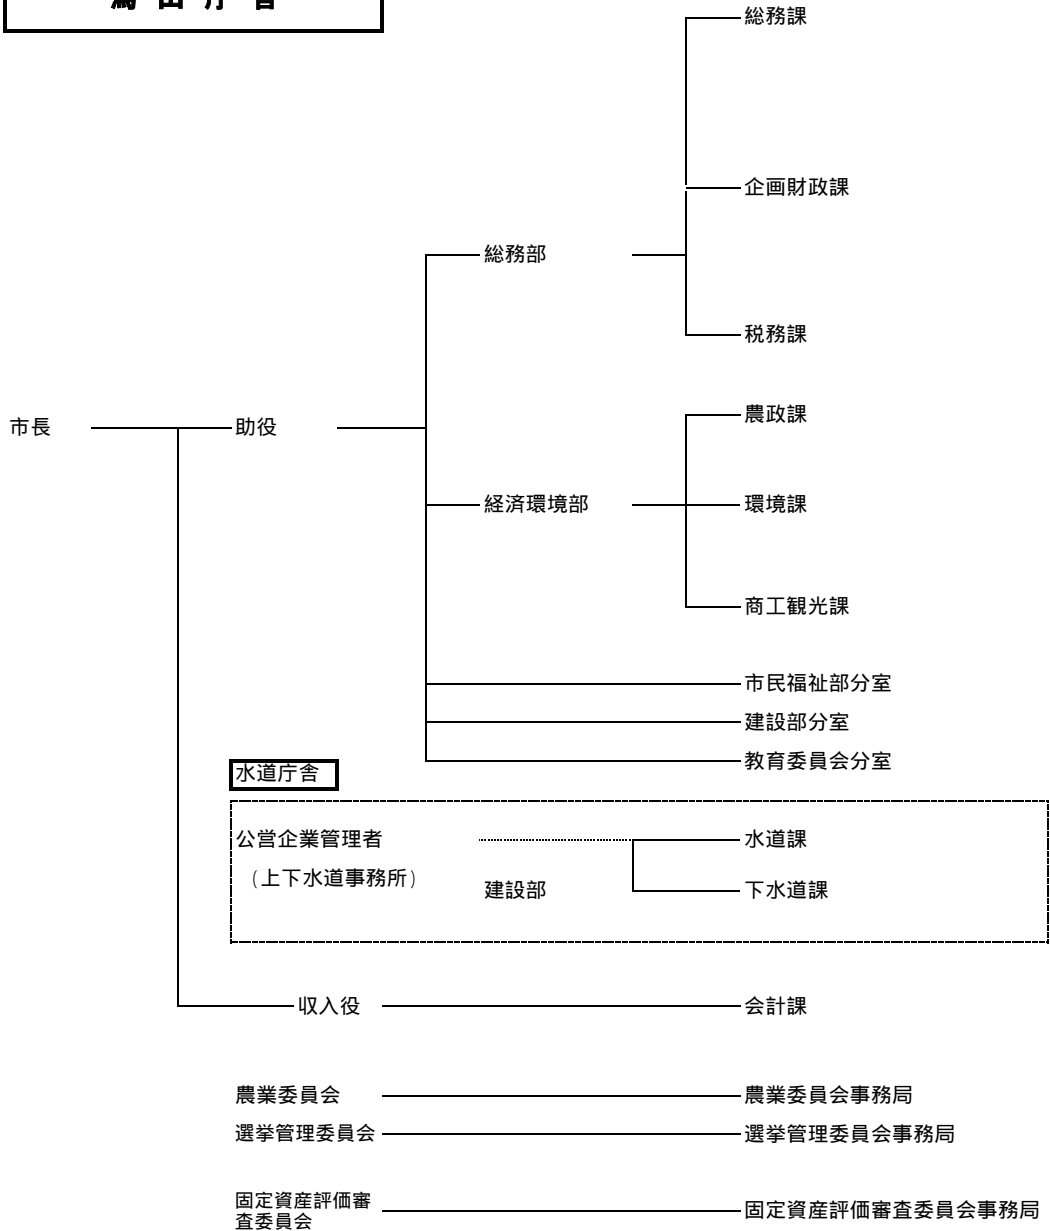 総務課
企画財政課
総務部
税務課
農政課
市長
助役
経済環境部
環境課
商工観光課
市民福祉部分室
建設部分室
教育委員会分室
水道庁舎
公営企業管理者
水道課
（上下水道事務所）
建設部
下水道課
収入役
会計課
農業委員会
農業委員会事務局
選挙管理委員会
選挙管理委員会事務局
固定資産評価審
査委員会
固定資産評価審査委員会事務局